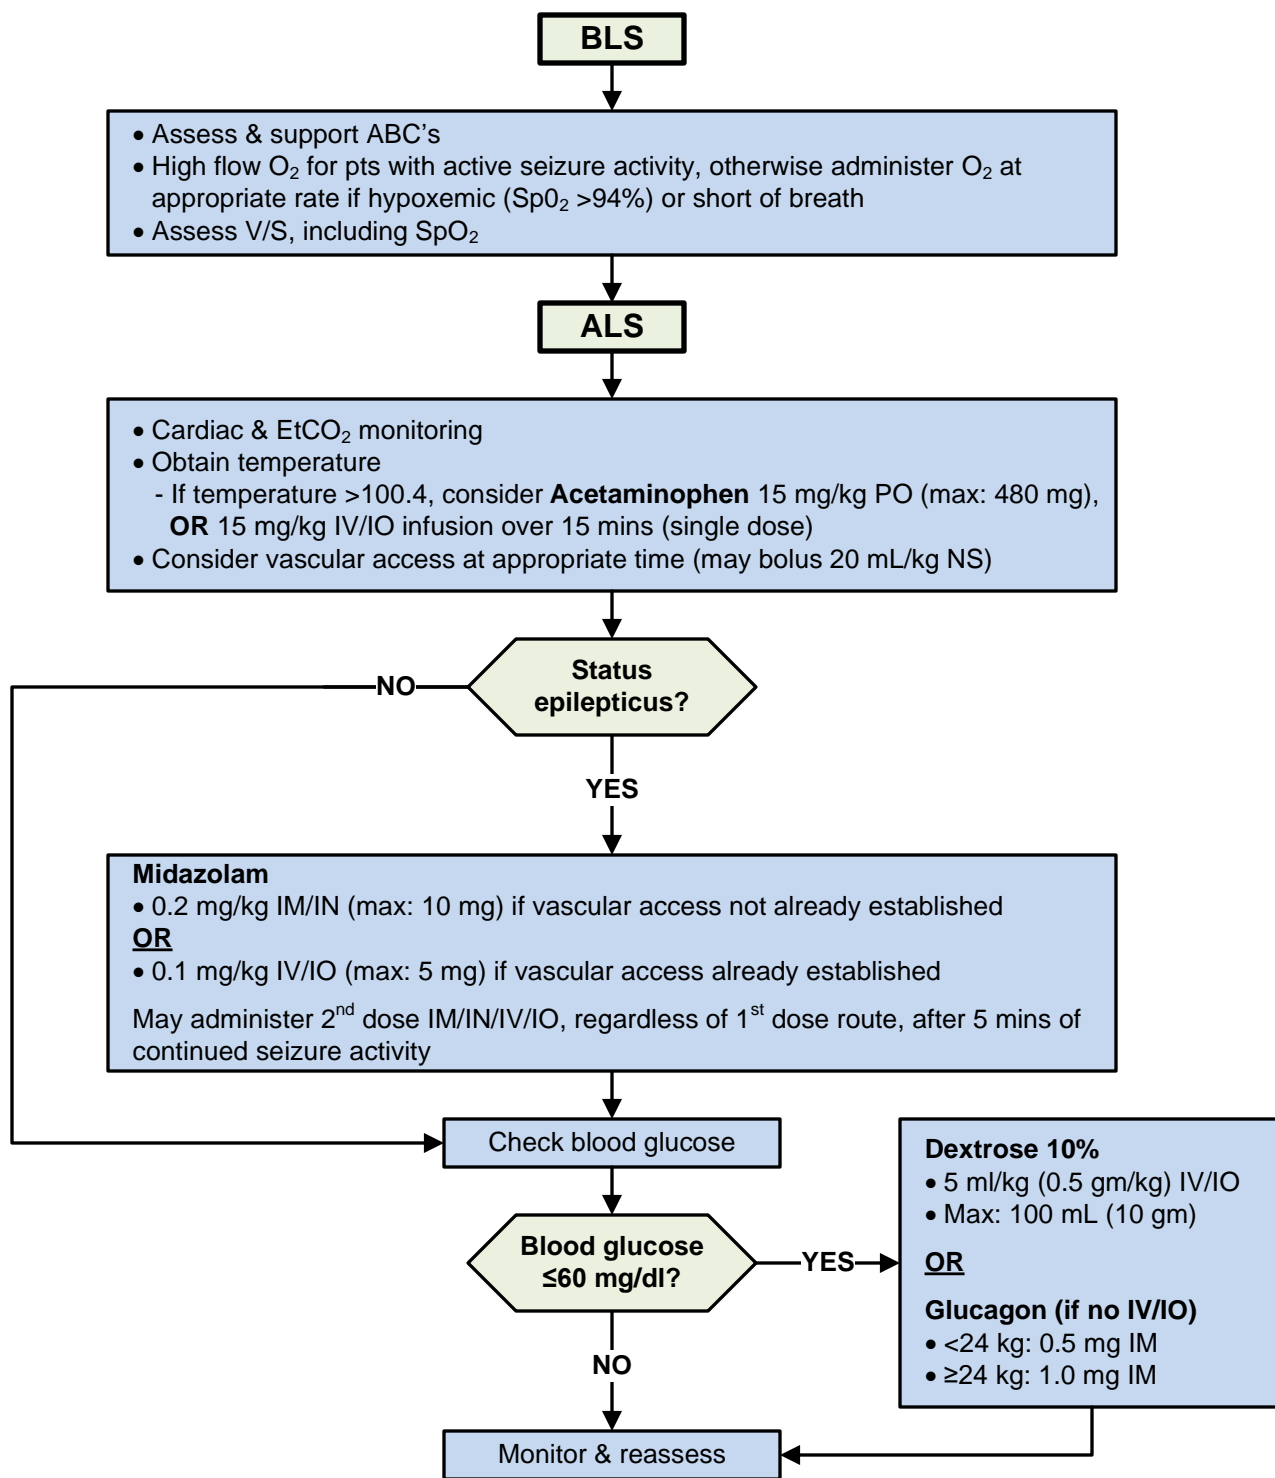 BLS
• Assess & support ABC's
• High flow O₂ for pts with active seizure activity, otherwise administer O₂ at
appropriate rate if hypoxemic (Sp0₂ >94%) or short of breath
• Assess V/S, including SpO₂
ALS
• Cardiac & EtCO₂ monitoring
• Obtain temperature
- If temperature >100.4, consider Acetaminophen 15 mg/kg PO (max: 480 mg),
OR 15 mg/kg IV/IO infusion over 15 mins (single dose)
• Consider vascular access at appropriate time (may bolus 20 mL/kg NS)
Status
epilepticus?
NO
YES
Midazolam
• 0.2 mg/kg IM/IN (max: 10 mg) if vascular access not already established
OR
• 0.1 mg/kg IV/IO (max: 5 mg) if vascular access already established
May administer 2nd dose IM/IN/IV/IO, regardless of 1st dose route, after 5 mins of
continued seizure activity
Check blood glucose
Blood glucose
≤60 mg/dl?
YES
Dextrose 10%
• 5 ml/kg (0.5 gm/kg) IV/IO
• Max: 100 mL (10 gm)
OR
Glucagon (if no IV/IO)
• <24 kg: 0.5 mg IM
• ≥24 kg: 1.0 mg IM
NO
Monitor & reassess